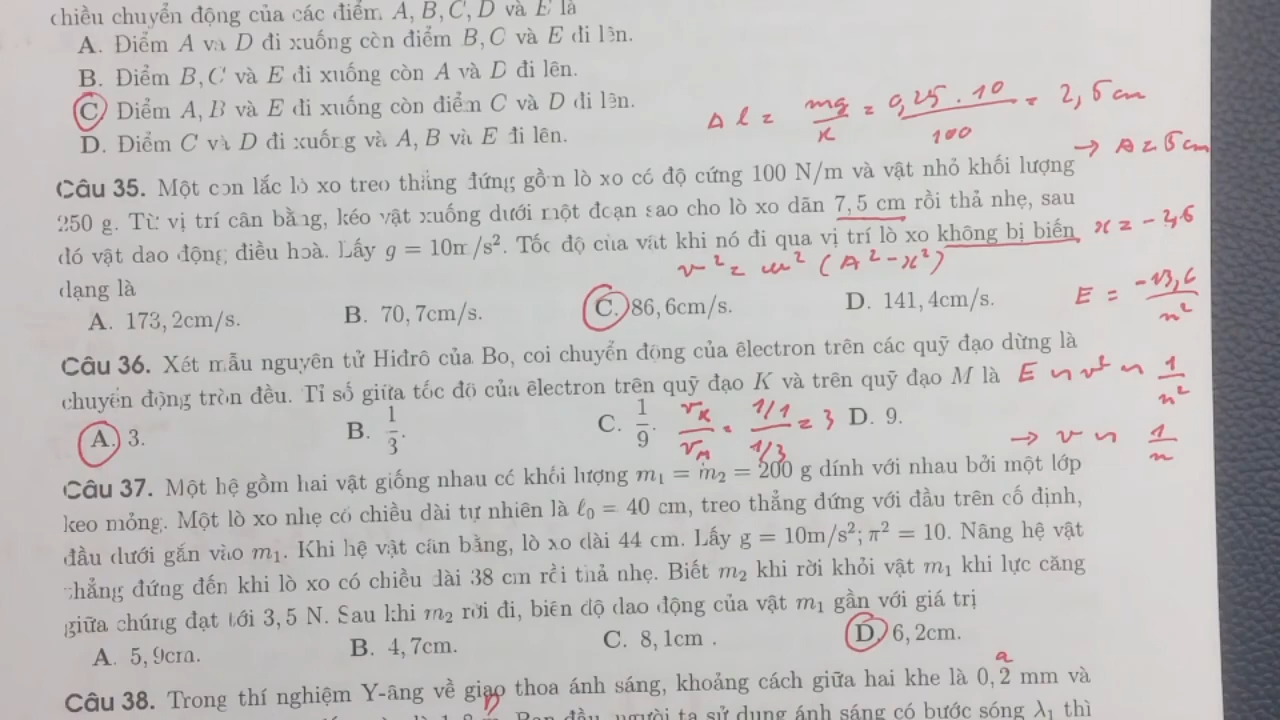 chiều chuyển động của các điểm A, B, C, D và E là
A. Điểm A và D đi xuống còn điểm B, C và E đi lên.
B. Điểm B, C và E đi xuống còn A và D đi lên.
C. Điểm A, B và E đi xuống còn điểm C và D đi lên.
D. Điểm C và D đi xuống và A, B và E đi lên.
Δl = mg/k = 0,25 . 10 / 100 = 2,5 cm
→ A = 5 cm
Câu 35. Một con lắc lò xo treo thẳng đứng gồm lò xo có độ cứng 100 N/m và vật nhỏ khối lượng
250 g. Từ vị trí cân bằng, kéo vật xuống dưới một đoạn sao cho lò xo dãn 7, 5 cm rồi thả nhẹ, sau
đó vật dao động điều hoà. Lấy g = 10m/s². Tốc độ của vật khi nó đi qua vị trí lò xo không bị biến
x = -2,5
dạng là
v² = ω² (A² - x²)
A. 173, 2cm/s. B. 70, 7cm/s. C. 86, 6cm/s. D. 141, 4cm/s.
E = -13,6 / n²
Câu 36. Xét mẫu nguyên tử Hiđrô của Bo, coi chuyển động của êlectron trên các quỹ đạo dừng là
chuyển động tròn đều. Tỉ số giữa tốc độ của êlectron trên quỹ đạo K và trên quỹ đạo M là
E ∽ v² ∽ 1/n²
A. 3. B. 1/3. C. 1/9. D. 9.
vK/vM = 1/1 / 1/3 = 3
→ v ∽ 1/n
Câu 37. Một hệ gồm hai vật giống nhau có khối lượng m₁ = m₂ = 200 g dính với nhau bởi một lớp
keo mỏng. Một lò xo nhẹ có chiều dài tự nhiên là ℓ₀ = 40 cm, treo thẳng đứng với đầu trên cố định,
đầu dưới gắn vào m₁. Khi hệ vật cân bằng, lò xo dài 44 cm. Lấy g = 10m/s²; π² = 10. Nâng hệ vật
thẳng đứng đến khi lò xo có chiều dài 38 cm rồi thả nhẹ. Biết m₂ khi rời khỏi vật m₁ khi lực căng
giữa chúng đạt tới 3, 5 N. Sau khi m₂ rời đi, biên độ dao động của vật m₁ gần với giá trị
A. 5, 9cm. B. 4, 7cm. C. 8, 1cm . D. 6, 2cm.
a
Câu 38. Trong thí nghiệm Y-âng về giao thoa ánh sáng, khoảng cách giữa hai khe là 0, 2 mm và
D
Ban đầu, người ta sử dụng ánh sáng có bước sóng λ₁ thì